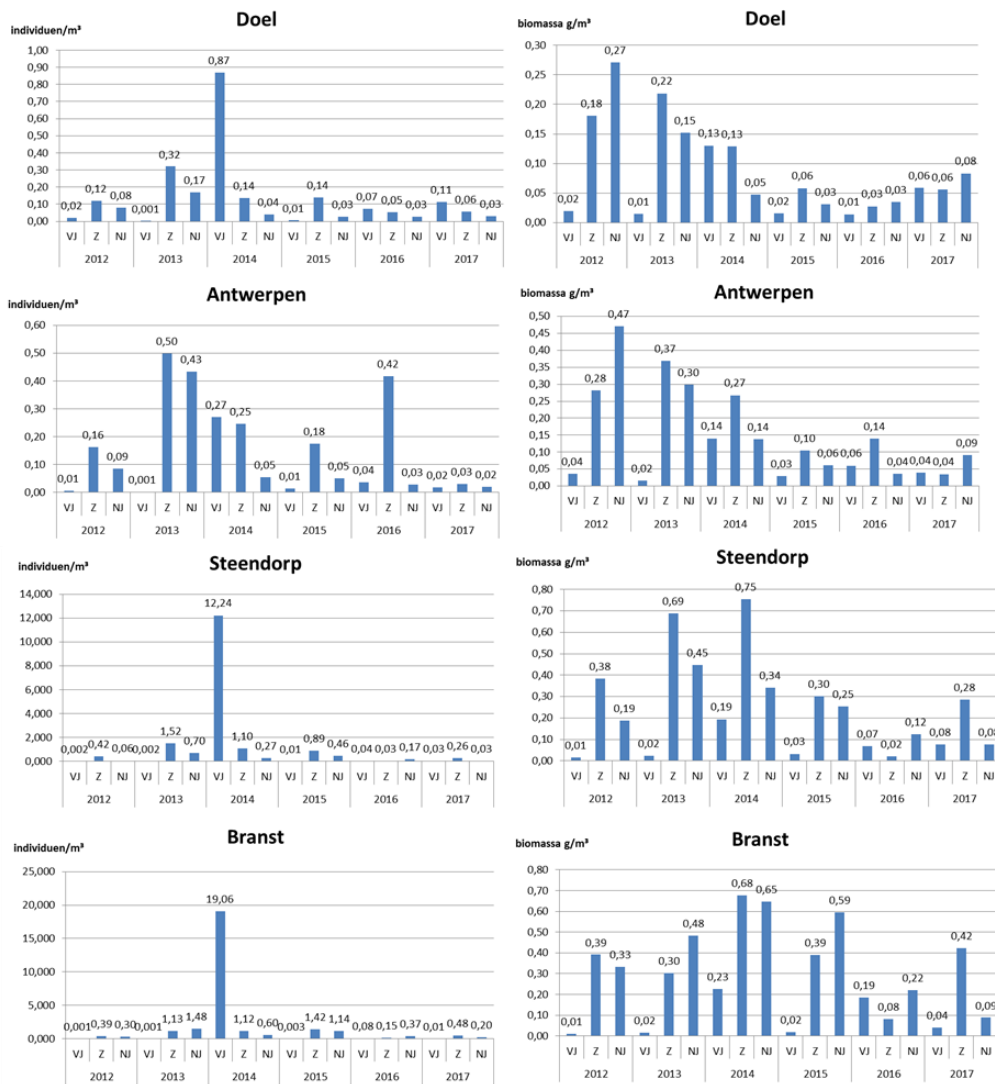 Doel
individuen/m³
1,00
0,90
0,80
0,70
0,60
0,50
0,40
0,30
0,20
0,10
0,00
0,02 0,12 0,08 0,001 0,32 0,17 0,87 0,14 0,04 0,01 0,14 0,03 0,07 0,05 0,03 0,11 0,06 0,03
VJ Z NJ VJ Z NJ VJ Z NJ VJ Z NJ VJ Z NJ VJ Z NJ
2012 2013 2014 2015 2016 2017
Doel
biomassa g/m³
0,30
0,25
0,20
0,15
0,10
0,05
0,00
0,02 0,18 0,27 0,01 0,22 0,15 0,13 0,13 0,05 0,02 0,06 0,03 0,01 0,03 0,03 0,06 0,06 0,08
VJ Z NJ VJ Z NJ VJ Z NJ VJ Z NJ VJ Z NJ VJ Z NJ
2012 2013 2014 2015 2016 2017
Antwerpen
individuen/m³
0,60
0,50
0,40
0,30
0,20
0,10
0,00
0,01 0,16 0,09 0,001 0,50 0,43 0,27 0,25 0,05 0,01 0,18 0,05 0,04 0,42 0,03 0,02 0,03 0,02
VJ Z NJ VJ Z NJ VJ Z NJ VJ Z NJ VJ Z NJ VJ Z NJ
2012 2013 2014 2015 2016 2017
Antwerpen
biomassa g/m³
0,50
0,45
0,40
0,35
0,30
0,25
0,20
0,15
0,10
0,05
0,00
0,04 0,28 0,47 0,02 0,37 0,30 0,14 0,27 0,14 0,03 0,10 0,06 0,06 0,14 0,04 0,04 0,04 0,09
VJ Z NJ VJ Z NJ VJ Z NJ VJ Z NJ VJ Z NJ VJ Z NJ
2012 2013 2014 2015 2016 2017
Steendorp
individuen/m³
14,000
12,000
10,000
8,000
6,000
4,000
2,000
0,000
0,002 0,42 0,06 0,002 1,52 0,70 12,24 1,10 0,27 0,01 0,89 0,46 0,04 0,03 0,17 0,03 0,26 0,03
VJ Z NJ VJ Z NJ VJ Z NJ VJ Z NJ VJ Z NJ VJ Z NJ
2012 2013 2014 2015 2016 2017
Steendorp
biomassa g/m³
0,80
0,70
0,60
0,50
0,40
0,30
0,20
0,10
0,00
0,01 0,38 0,19 0,02 0,69 0,45 0,19 0,75 0,34 0,03 0,30 0,25 0,07 0,02 0,12 0,08 0,28 0,08
VJ Z NJ VJ Z NJ VJ Z NJ VJ Z NJ VJ Z NJ VJ Z NJ
2012 2013 2014 2015 2016 2017
Branst
individuen/m³
25,000
20,000
15,000
10,000
5,000
0,000
0,001 0,39 0,30 0,001 1,13 1,48 19,06 1,12 0,60 0,003 1,42 1,14 0,08 0,15 0,37 0,01 0,48 0,20
VJ Z NJ VJ Z NJ VJ Z NJ VJ Z NJ VJ Z NJ VJ Z NJ
2012 2013 2014 2015 2016 2017
Branst
biomassa g/m³
0,80
0,70
0,60
0,50
0,40
0,30
0,20
0,10
0,00
0,01 0,39 0,33 0,02 0,30 0,48 0,23 0,68 0,65 0,02 0,39 0,59 0,19 0,08 0,22 0,04 0,42 0,09
VJ Z NJ VJ Z NJ VJ Z NJ VJ Z NJ VJ Z NJ VJ Z NJ
2012 2013 2014 2015 2016 2017